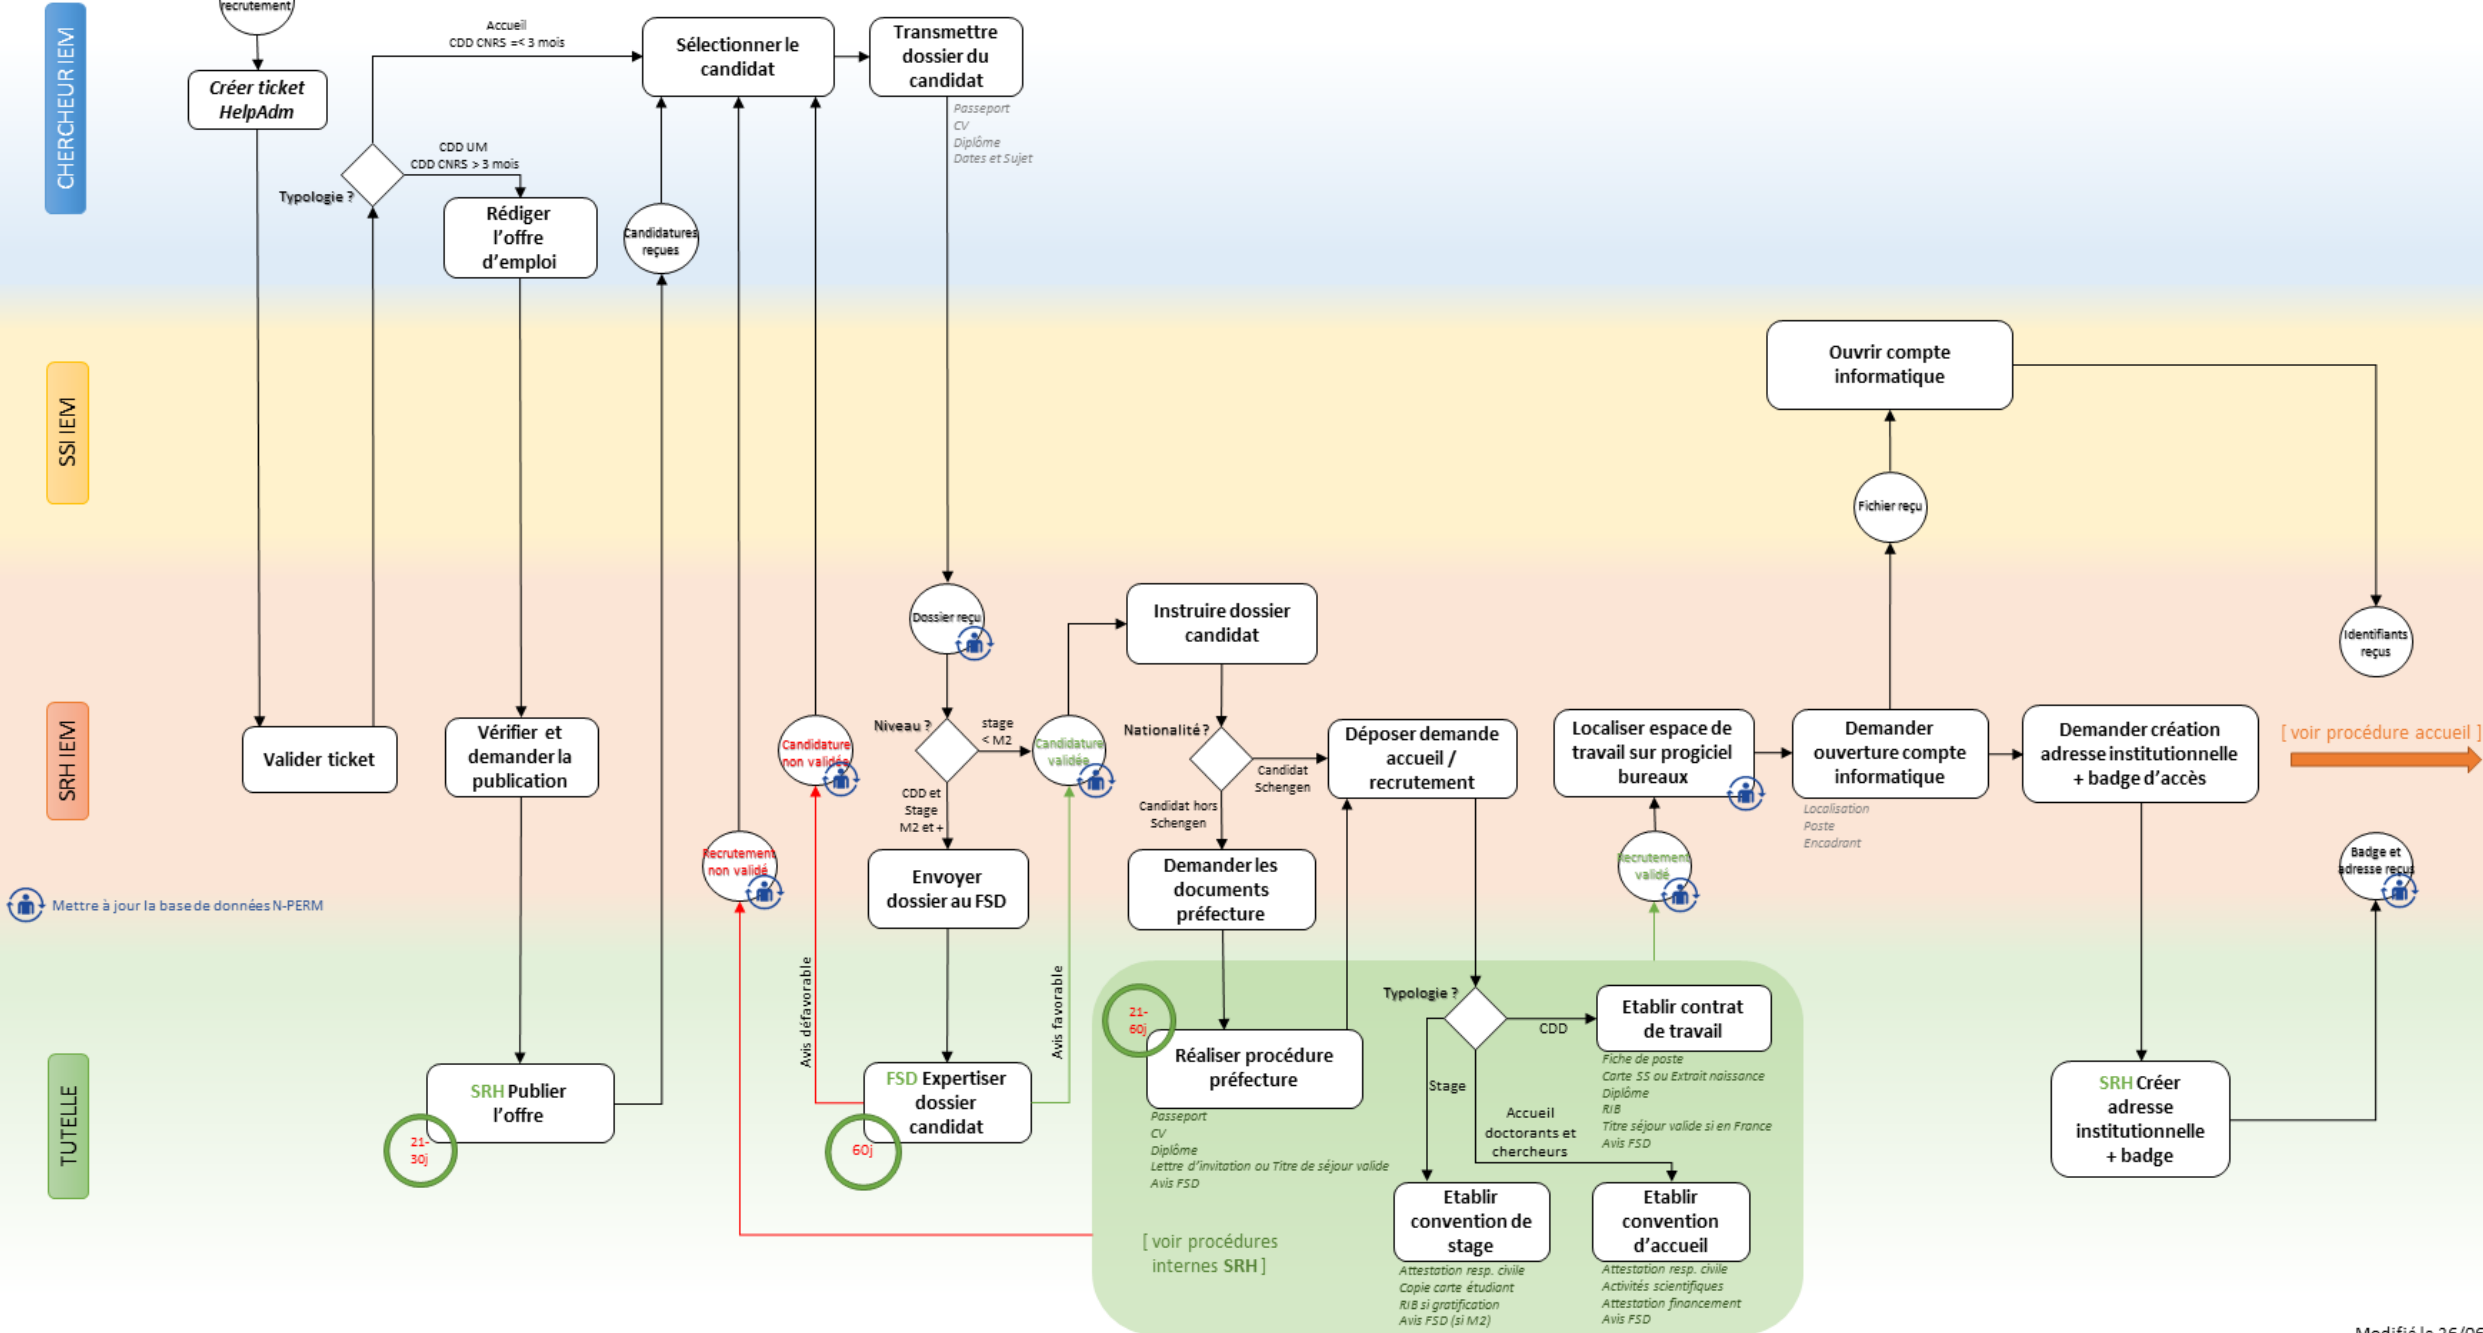 recrutement
CHERCHEUR IEM
Créer ticket
HelpAdm
Accueil
CDD CNRS =< 3 mois
Typologie ?
CDD UM
CDD CNRS > 3 mois
Rédiger
l'offre
d'emploi
Sélectionner le
candidat
Candidatures
reçues
Transmettre
dossier du
candidat
Passeport
CV
Diplôme
Dates et Sujet
SSI IEM
Ouvrir compte
informatique
Fichier reçu
SRH IEM
Valider ticket
Vérifier et
demander la
publication
Recrutement
non validé
Candidature
non validée
Dossier reçu
Niveau ?
stage
< M2
CDD et
Stage
M2 et +
Candidature
validée
Envoyer
dossier au FSD
Instruire dossier
candidat
Nationalité ?
Candidat
Schengen
Candidat hors
Schengen
Demander les
documents
préfecture
Déposer demande
accueil /
recrutement
Localiser espace de
travail sur progiciel
bureaux
Recrutement
validé
Demander
ouverture compte
informatique
Localisation
Poste
Encadrant
Demander création
adresse institutionnelle
+ badge d'accès
Identifiants
reçus
[ voir procédure accueil ]
Badge et
adresse reçus
Mettre à jour la base de données N-PERM
TUTELLE
SRH Publier
l'offre
21-
30j
Avis défavorable
FSD Expertiser
dossier
candidat
60j
Avis favorable
21-
60j
Réaliser procédure
préfecture
Passeport
CV
Diplôme
Lettre d'invitation ou Titre de séjour valide
Avis FSD
[ voir procédures
internes SRH ]
Typologie ?
CDD
Stage
Accueil
doctorants et
chercheurs
Etablir contrat
de travail
Fiche de poste
Carte SS ou Extrait naissance
Diplôme
RIB
Titre séjour valide si en France
Avis FSD
Etablir
convention de
stage
Attestation resp. civile
Copie carte étudiant
RIB si gratification
Avis FSD (si M2)
Etablir
convention
d'accueil
Attestation resp. civile
Activités scientifiques
Attestation financement
Avis FSD
SRH Créer
adresse
institutionnelle
+ badge
Modifié le 26/06